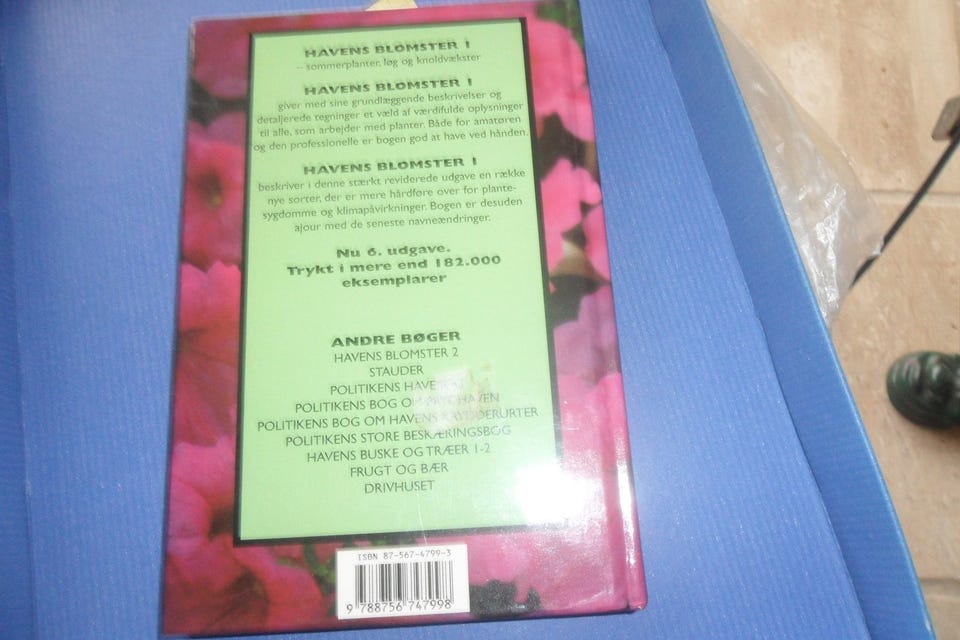 HAVENS BLOMSTER 1
– sommerplanter, løg og knoldvækster
HAVENS BLOMSTER 1
giver med sine grundlæggende beskrivelser og
detaljerede tegninger et væld af værdifulde oplysninger
til alle, som arbejder med planter. Både for amatøren
og den professionelle er bogen god at have ved hånden.
HAVENS BLOMSTER 1
beskriver i denne stærkt reviderede udgave en række
nye sorter, der er mere hårdføre over for plante-
sygdomme og klimapåvirkninger. Bogen er desuden
ajour med de seneste navneændringer.
Nu 6. udgave.
Trykt i mere end 182.000
eksemplarer
ANDRE BØGER
HAVENS BLOMSTER 2
STAUDER
POLITIKENS
POLITIKENS BOG OM
POLITIKENS BOG OM HAVENS KRYDDERURTER
POLITIKENS STORE BESKÆRINGSBOG
HAVENS BUSKE OG TRÆER 1-2
FRUGT OG BÆR
DRIVHUSET
ISBN 87-567-4799-3
9 788756 747998